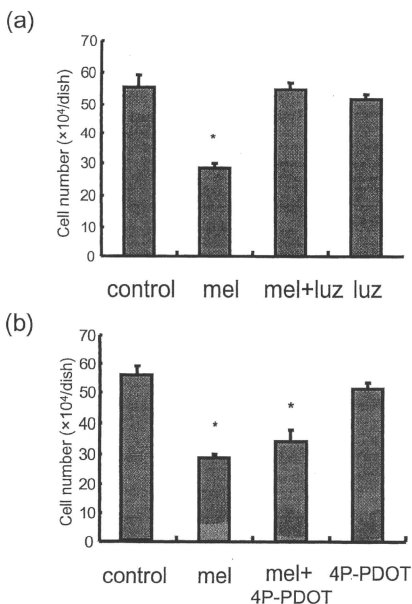 (a)
Cell number (×10⁴/dish)
70
60
50
40
30
20
10
0
*
control mel mel+luz luz
(b)
Cell number (×10⁴/dish)
70
60
50
40
30
20
10
0
*
*
control mel mel+ 4P-PDOT
4P-PDOT